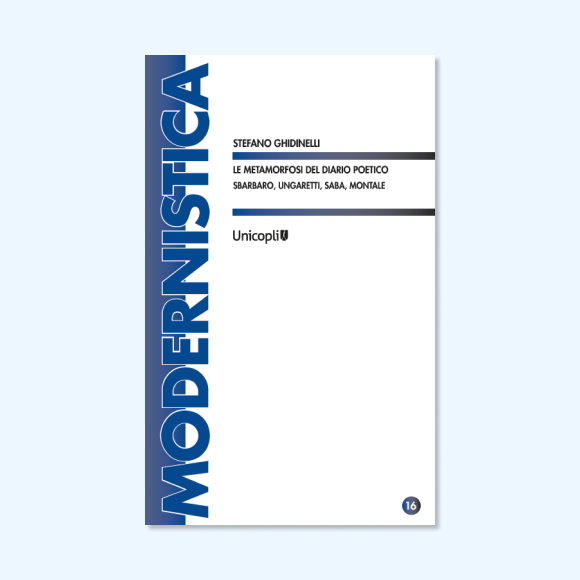 MODERNISTICA
STEFANO GHIDINELLI
LE METAMORFOSI DEL DIARIO POETICO
SBARBARO, UNGARETTI, SABA, MONTALE
Unicopli
16